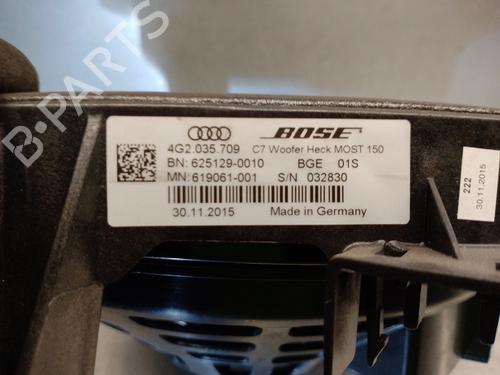 BOSE
4G2.035.709 C7 Woofer Heck MOST 150
BN: 625129-0010 BGE 01S
MN: 619061-001 S/N 032830
30.11.2015 Made in Germany
222
30.11.2015
B-PARTS